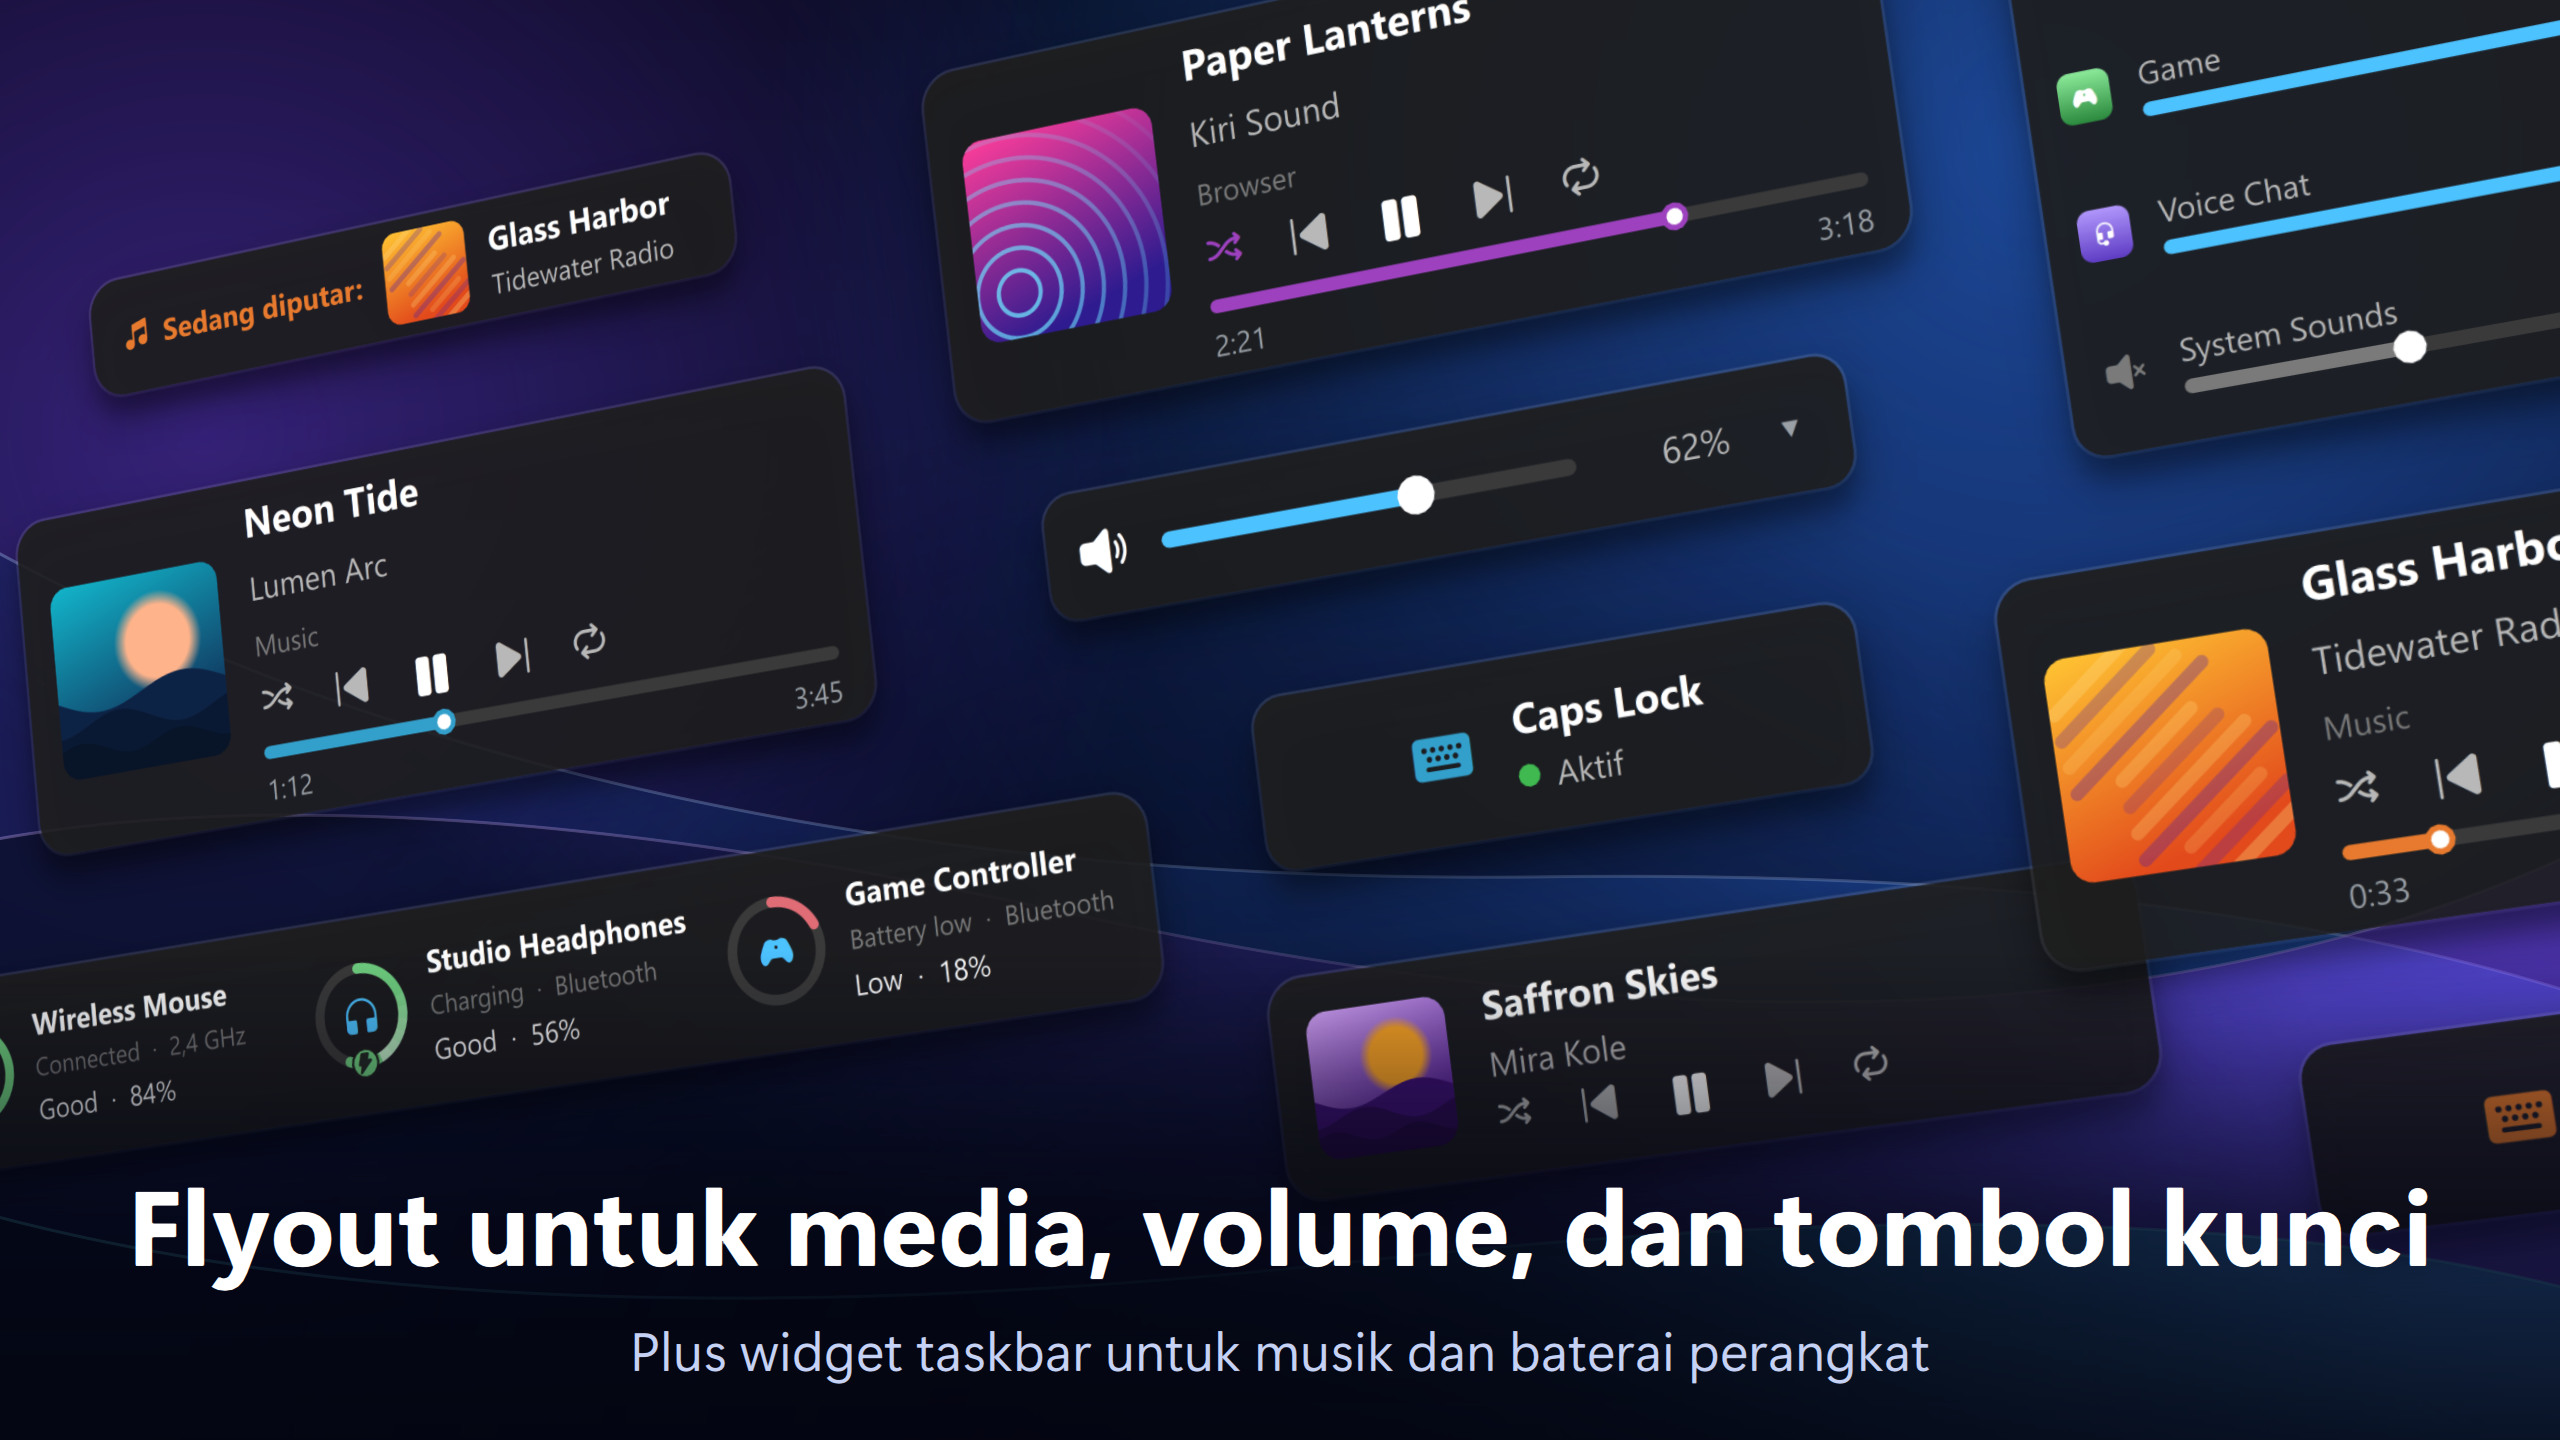 Sedang diputar:
Glass Harbor
Tidewater Radio
Neon Tide
Lumen Arc
Music
1:12
3:45
Wireless Mouse
Connected · 2,4 GHz
Good · 84%
Studio Headphones
Charging · Bluetooth
Good · 56%
Game Controller
Battery low · Bluetooth
Low · 18%
Paper Lanterns
Kiri Sound
Browser
2:21
3:18
62%
Caps Lock
Aktif
Saffron Skies
Mira Kole
Game
Voice Chat
System Sounds
Glass Harbo
Tidewater Rad
Music
0:33
Flyout untuk media, volume, dan tombol kunci
Plus widget taskbar untuk musik dan baterai perangkat